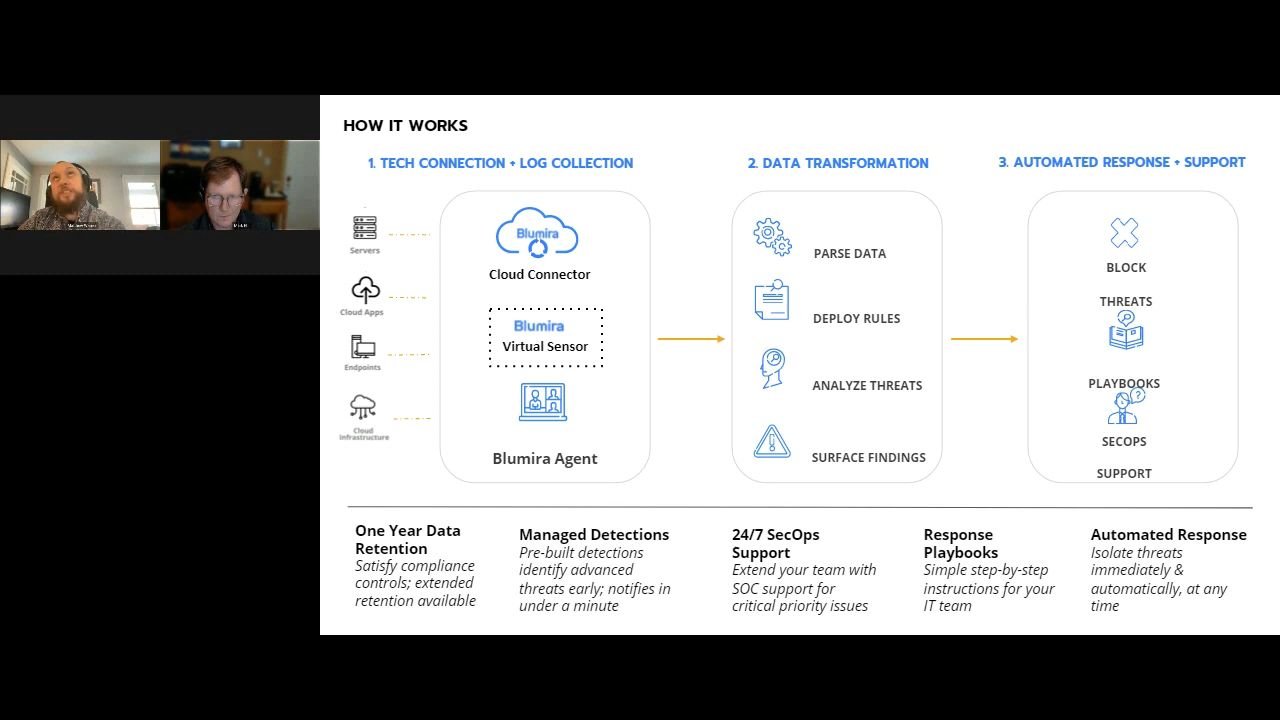 HOW IT WORKS
1. TECH CONNECTION + LOG COLLECTION
2. DATA TRANSFORMATION
3. AUTOMATED RESPONSE + SUPPORT
Servers
Cloud Apps
Endpoints
Cloud
Infrastructure
Blumira
Cloud Connector
Blumira
Virtual Sensor
Blumira Agent
PARSE DATA
DEPLOY RULES
ANALYZE THREATS
SURFACE FINDINGS
BLOCK
THREATS
PLAYBOOKS
SECOPS
SUPPORT
One Year Data
Retention
Satisfy compliance
controls; extended
retention available
Managed Detections
Pre-built detections
identify advanced
threats early; notifies in
under a minute
24/7 SecOps
Support
Extend your team with
SOC support for
critical priority issues
Response
Playbooks
Simple step-by-step
instructions for your
IT team
Automated Response
Isolate threats
immediately &
automatically, at any
time